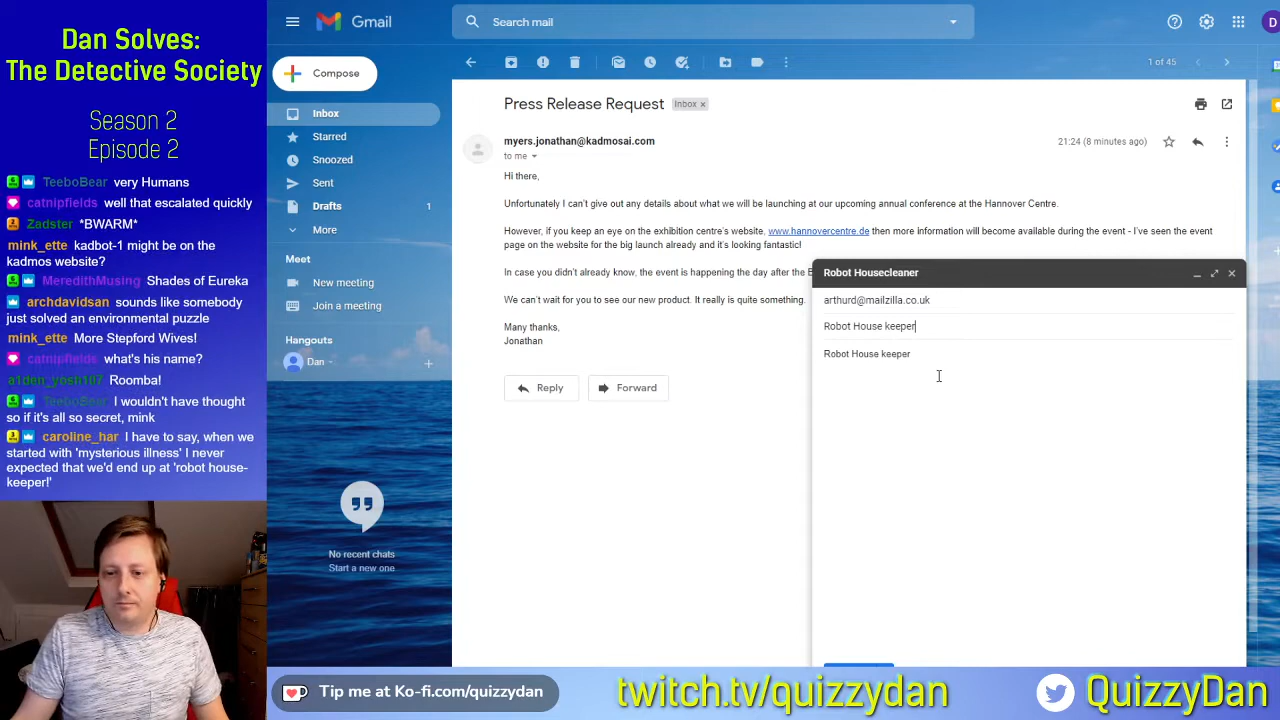 Dan Solves:
The Detective Society
Season 2
Episode 2
TeeboBear very Humans
catnipfields well that escalated quickly
Zadster *BWARM*
mink_ette kadbot-1 might be on the
kadmos website?
MeredithMusing Shades of Eureka
archdavidsan sounds like somebody
just solved an environmental puzzle
mink_ette More Stepford Wives!
catnipfields what's his name?
a1den_yosh107 Roomba!
TeeboBear I wouldn't have thought
so if it's all so secret, mink
caroline_har I have to say, when we
started with 'mysterious illness' I never
expected that we'd end up at 'robot house-
keeper!'
Gmail
Search mail
D
Compose
Inbox
Starred
Snoozed
Sent
Drafts 1
More
Meet
New meeting
Join a meeting
Hangouts
Dan
No recent chats
Start a new one
1 of 45
Press Release Request Inbox x
myers.jonathan@kadmosai.com
21:24 (8 minutes ago)
to me
Hi there,
Unfortunately I can't give out any details about what we will be launching at our upcoming annual conference at the Hannover Centre.
However, if you keep an eye on the exhibition centre's website, www.hannovercentre.de then more information will become available during the event - I've seen the event
page on the website for the big launch already and it's looking fantastic!
In case you didn't already know, the event is happening the day after the
We can't wait for you to see our new product. It really is quite something.
Many thanks,
Jonathan
Reply
Forward
Robot Housecleaner
arthurd@mailzilla.co.uk
Robot House keeper
Robot House keeper
Tip me at Ko-fi.com/quizzydan
twitch.tv/quizzydan
QuizzyDan